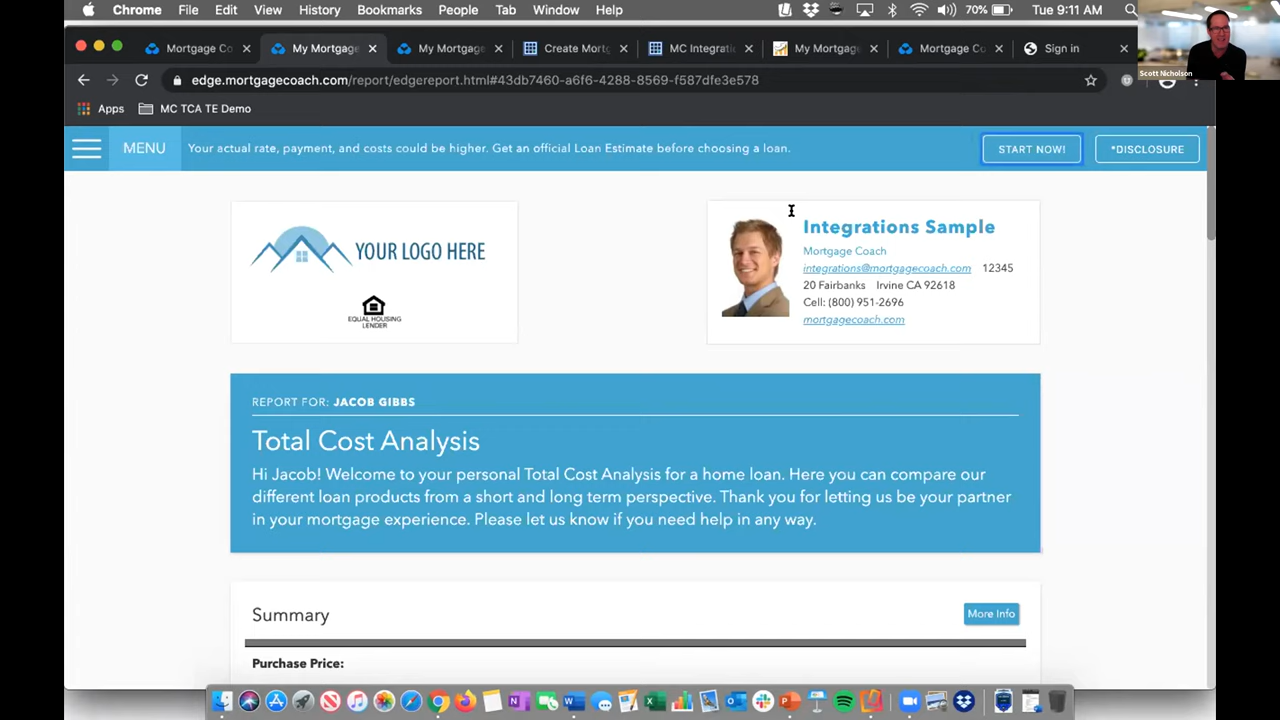 Chrome File Edit View History Bookmarks People Tab Window Help 70% Tue 9:11 AM
Mortgage Co My Mortgage My Mortgage Create Mort MC Integrati My Mortgage Mortgage Co Sign in
edge.mortgagecoach.com/report/edgereport.html#43db7460-a6f6-4288-8569-f587dfe3e578
Scott Nicholson
Apps MC TCA TE Demo
MENU Your actual rate, payment, and costs could be higher. Get an official Loan Estimate before choosing a loan. START NOW! *DISCLOSURE
YOUR LOGO HERE
EQUAL HOUSING
LENDER
Integrations Sample
Mortgage Coach
integrations@mortgagecoach.com 12345
20 Fairbanks Irvine CA 92618
Cell: (800) 951-2696
mortgagecoach.com
REPORT FOR: JACOB GIBBS
Total Cost Analysis
Hi Jacob! Welcome to your personal Total Cost Analysis for a home loan. Here you can compare our
different loan products from a short and long term perspective. Thank you for letting us be your partner
in your mortgage experience. Please let us know if you need help in any way.
Summary More Info
Purchase Price: